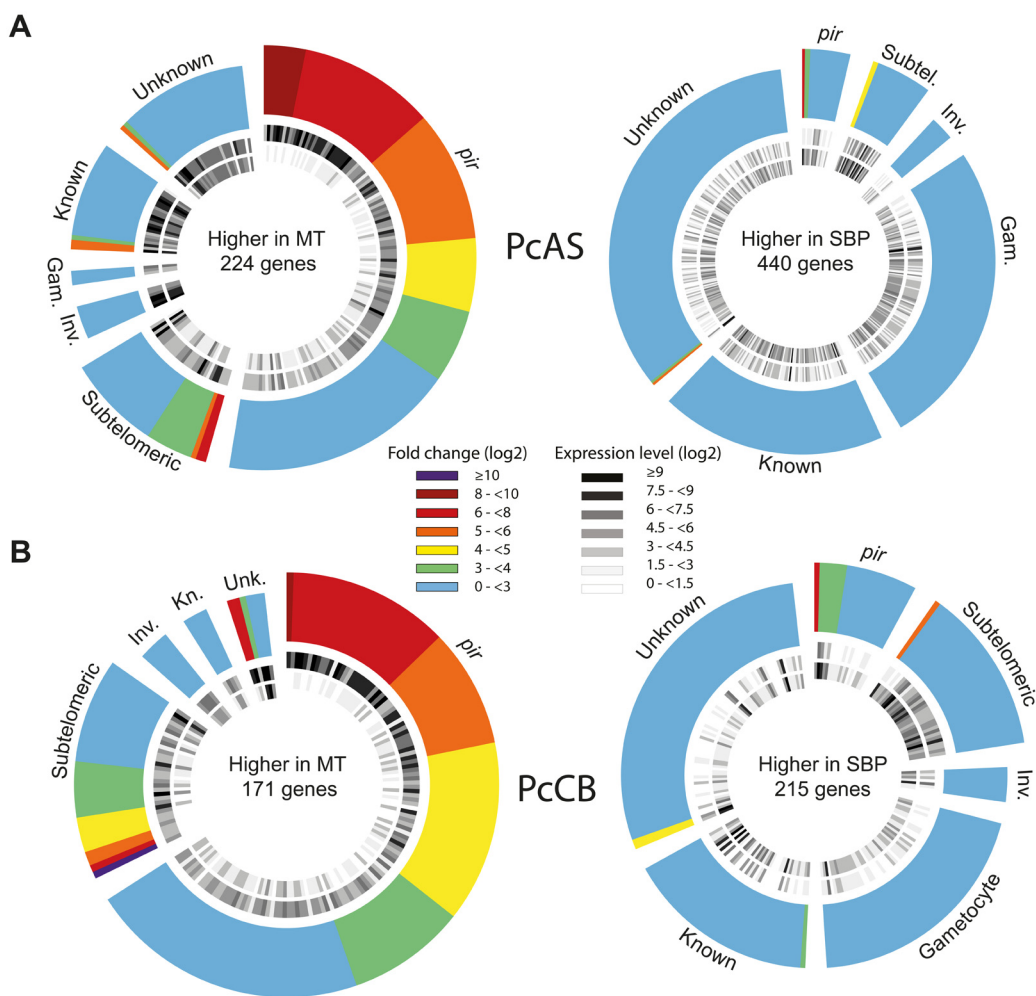 A
Unknown
Known
Gam.
Inv.
Subtelomeric
pir
Higher in MT
224 genes
PcAS
pir
Subtel.
Inv.
Gam.
Known
Unknown
Higher in SBP
440 genes
Fold change (log2)
≥10
8 - <10
6 - <8
5 - <6
4 - <5
3 - <4
0 - <3
Expression level (log2)
≥9
7.5 - <9
6 - <7.5
4.5 - <6
3 - <4.5
1.5 - <3
0 - <1.5
B
Unk.
Kn.
Inv.
Subtelomeric
pir
Higher in MT
171 genes
PcCB
pir
Subtelomeric
Inv.
Gametocyte
Known
Unknown
Higher in SBP
215 genes